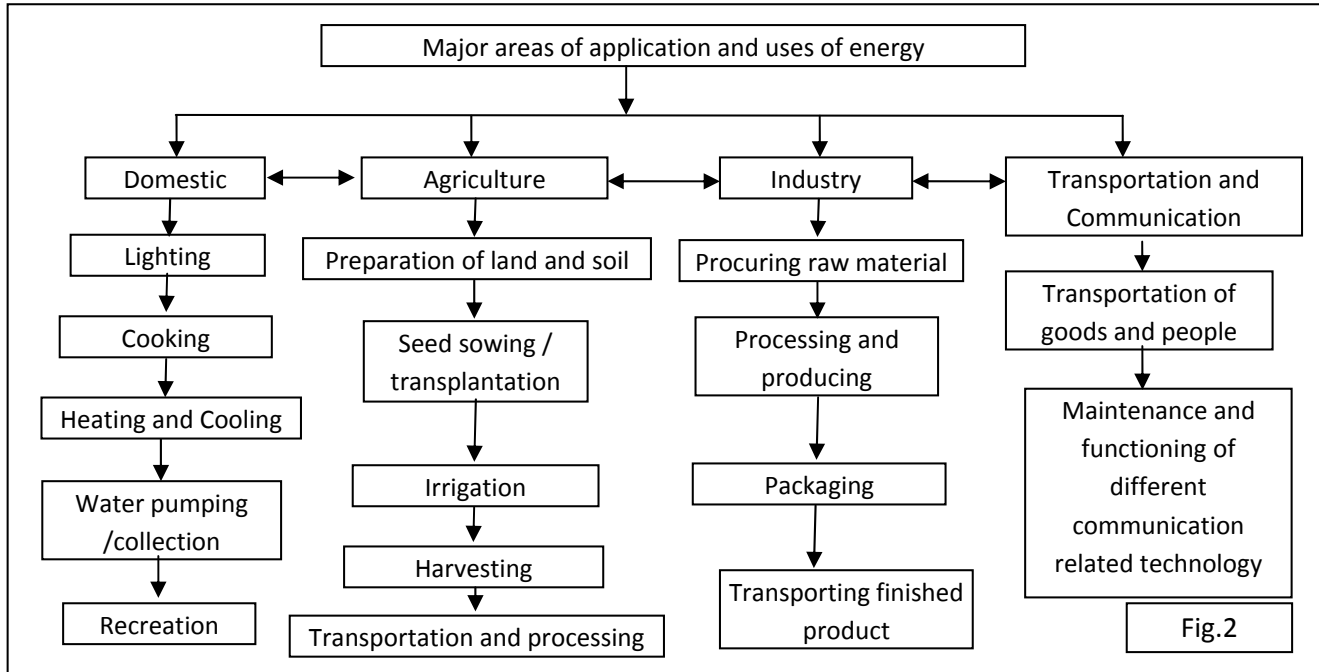 Major areas of application and uses of energy
Domestic
Agriculture
Industry
Transportation and
Communication
Lighting
Cooking
Heating and Cooling
Water pumping
/collection
Recreation
Preparation of land and soil
Seed sowing /
transplantation
Irrigation
Harvesting
Transportation and processing
Procuring raw material
Processing and
producing
Packaging
Transporting finished
product
Transportation of
goods and people
Maintenance and
functioning of
different
communication
related technology
Fig.2